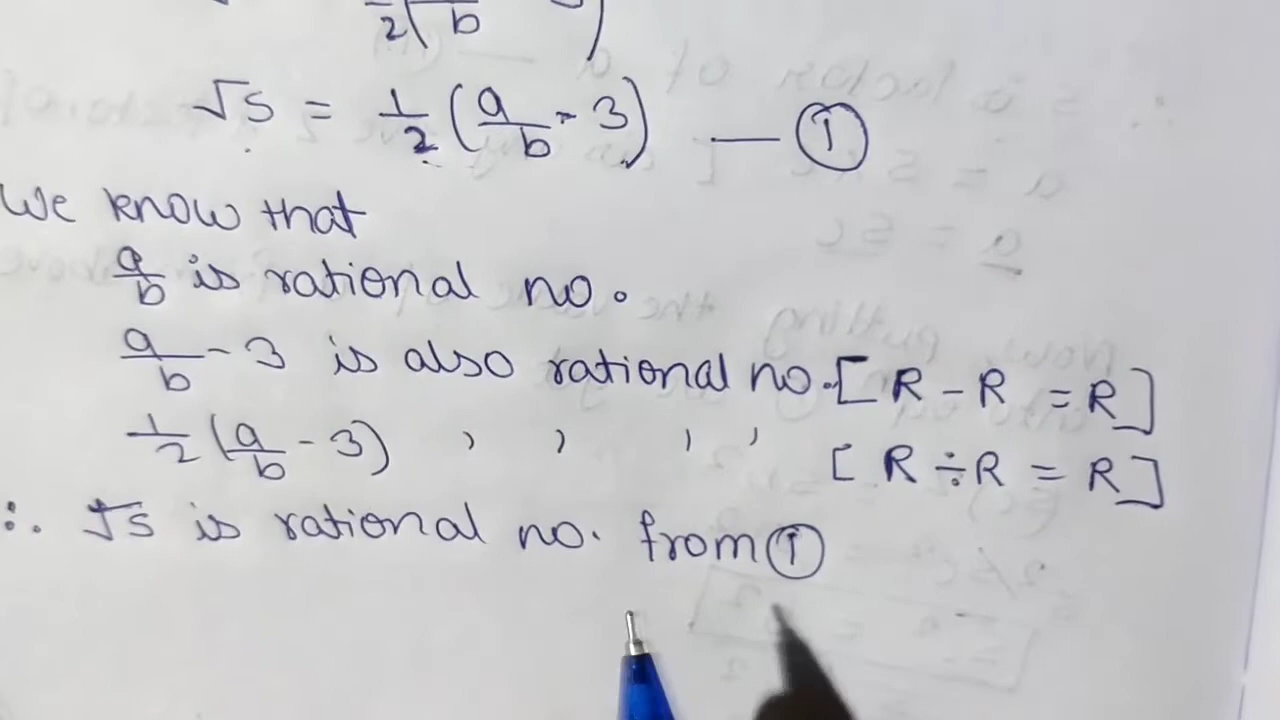 2 b )
√5 = 1/2 (a/b - 3) — ①
We know that
a/b is rational no.
a/b - 3 is also rational no. [R - R = R]
1/2 (a/b - 3) , , , , [R ÷ R = R]
∴ √5 is rational no. from ①